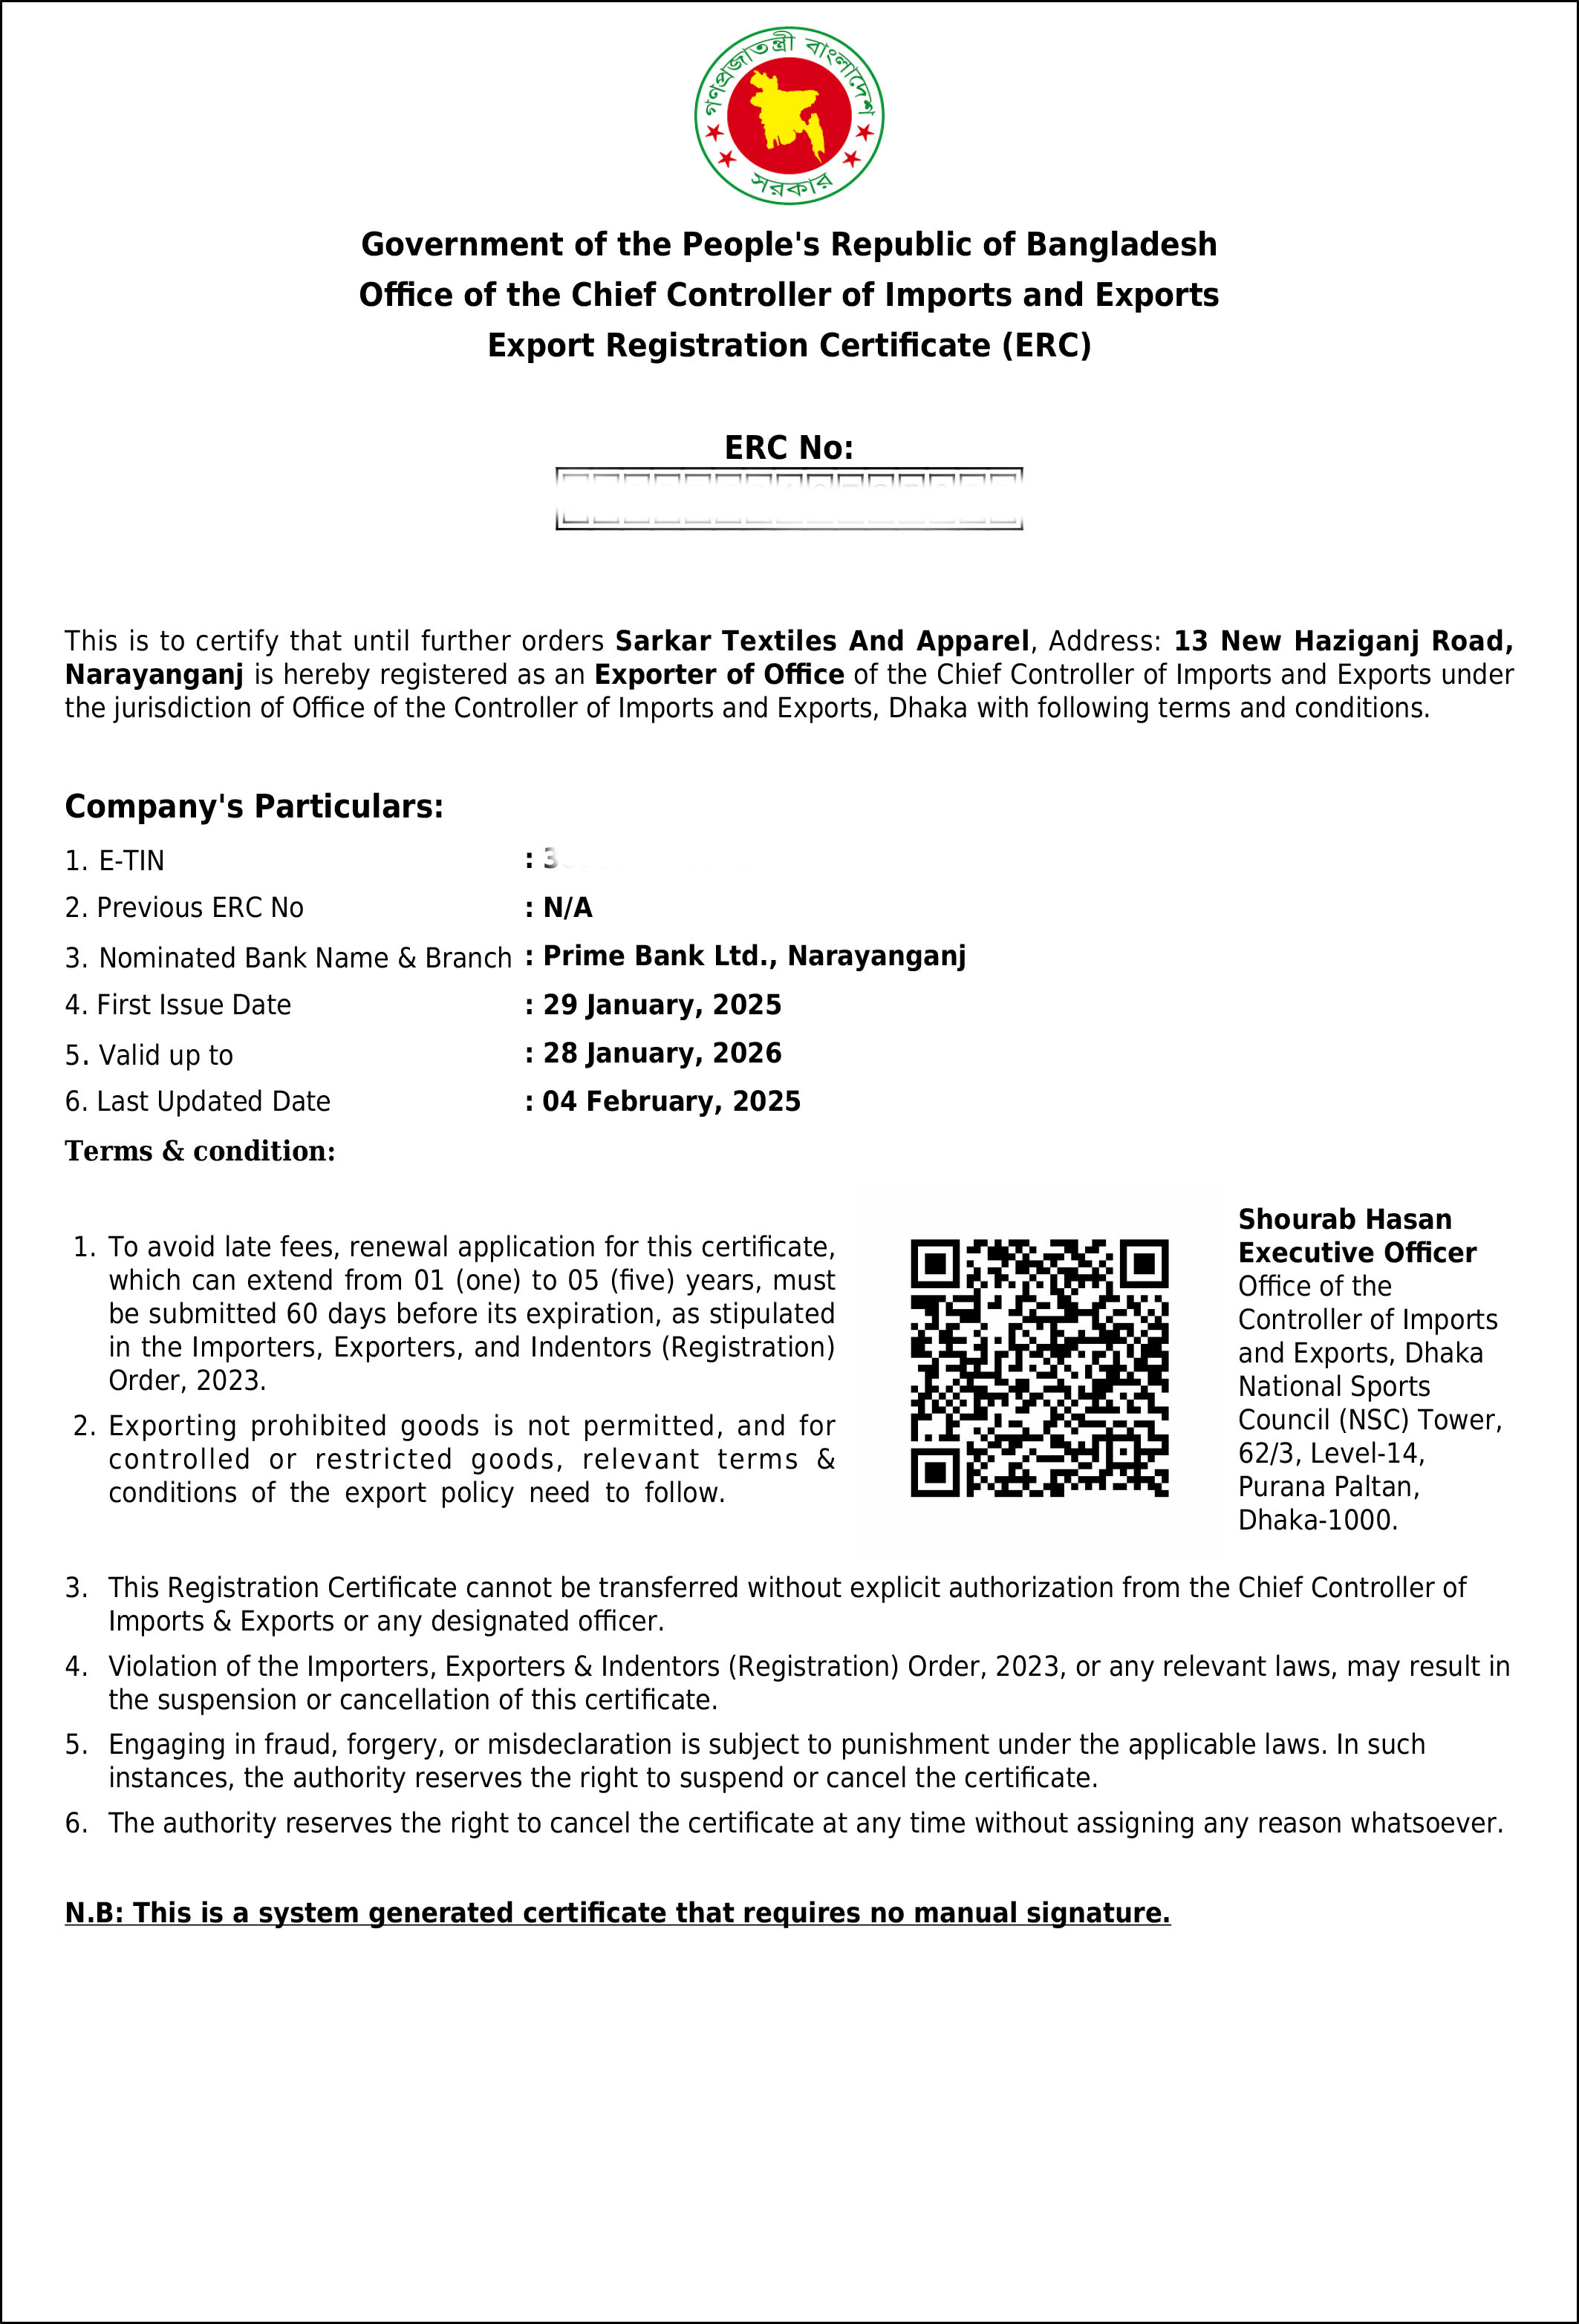 গণপ্রজাতন্ত্রী বাংলাদেশ
সরকার
Government of the People's Republic of Bangladesh
Office of the Chief Controller of Imports and Exports
Export Registration Certificate (ERC)
ERC No:
This is to certify that until further orders Sarkar Textiles And Apparel, Address: 13 New Haziganj Road,
Narayanganj is hereby registered as an Exporter of Office of the Chief Controller of Imports and Exports under
the jurisdiction of Office of the Controller of Imports and Exports, Dhaka with following terms and conditions.
Company's Particulars:
1. E-TIN :
2. Previous ERC No : N/A
3. Nominated Bank Name & Branch : Prime Bank Ltd., Narayanganj
4. First Issue Date : 29 January, 2025
5. Valid up to : 28 January, 2026
6. Last Updated Date : 04 February, 2025
Terms & condition:
1. To avoid late fees, renewal application for this certificate,
which can extend from 01 (one) to 05 (five) years, must
be submitted 60 days before its expiration, as stipulated
in the Importers, Exporters, and Indentors (Registration)
Order, 2023.
2. Exporting prohibited goods is not permitted, and for
controlled or restricted goods, relevant terms &
conditions of the export policy need to follow.
Shourab Hasan
Executive Officer
Office of the
Controller of Imports
and Exports, Dhaka
National Sports
Council (NSC) Tower,
62/3, Level-14,
Purana Paltan,
Dhaka-1000.
3. This Registration Certificate cannot be transferred without explicit authorization from the Chief Controller of
Imports & Exports or any designated officer.
4. Violation of the Importers, Exporters & Indentors (Registration) Order, 2023, or any relevant laws, may result in
the suspension or cancellation of this certificate.
5. Engaging in fraud, forgery, or misdeclaration is subject to punishment under the applicable laws. In such
instances, the authority reserves the right to suspend or cancel the certificate.
6. The authority reserves the right to cancel the certificate at any time without assigning any reason whatsoever.
N.B: This is a system generated certificate that requires no manual signature.